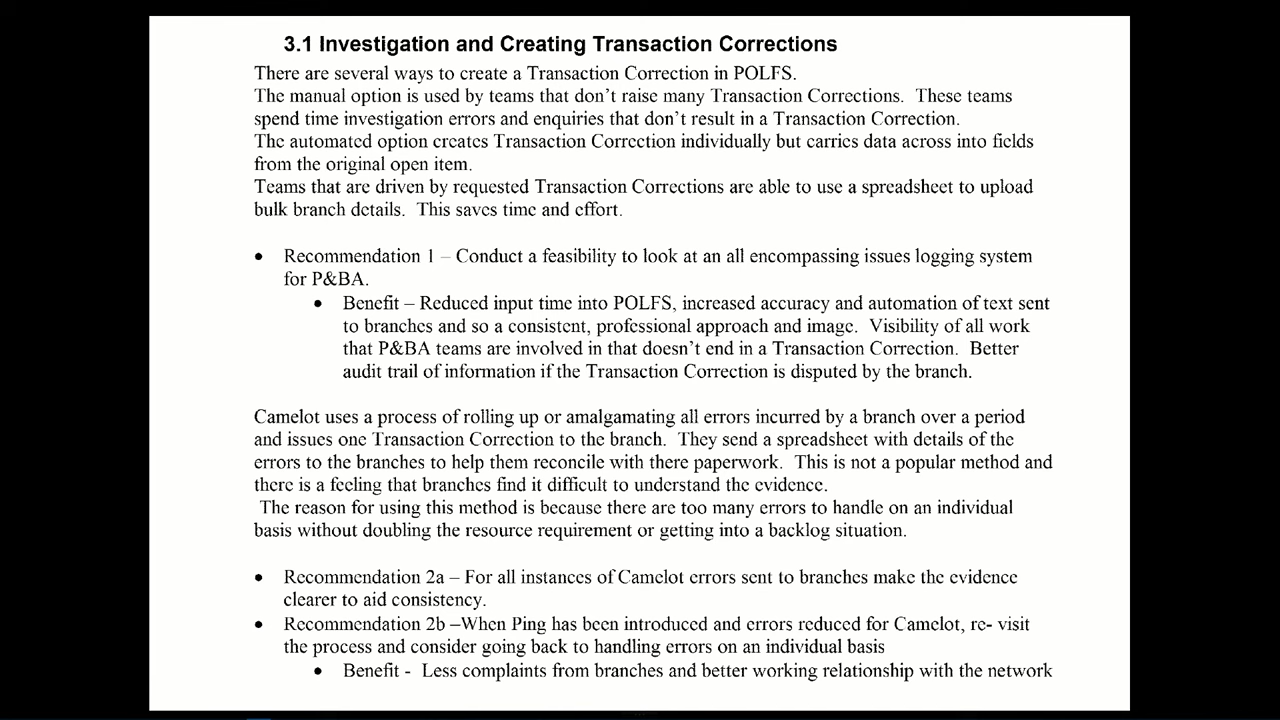 3.1 Investigation and Creating Transaction Corrections
There are several ways to create a Transaction Correction in POLFS.
The manual option is used by teams that don't raise many Transaction Corrections.  These teams
spend time investigation errors and enquiries that don't result in a Transaction Correction.
The automated option creates Transaction Correction individually but carries data across into fields
from the original open item.
Teams that are driven by requested Transaction Corrections are able to use a spreadsheet to upload
bulk branch details.  This saves time and effort.
• Recommendation 1 – Conduct a feasibility to look at an all encompassing issues logging system
for P&BA.
• Benefit – Reduced input time into POLFS, increased accuracy and automation of text sent
to branches and so a consistent, professional approach and image.  Visibility of all work
that P&BA teams are involved in that doesn't end in a Transaction Correction.  Better
audit trail of information if the Transaction Correction is disputed by the branch.
Camelot uses a process of rolling up or amalgamating all errors incurred by a branch over a period
and issues one Transaction Correction to the branch.  They send a spreadsheet with details of the
errors to the branches to help them reconcile with there paperwork.  This is not a popular method and
there is a feeling that branches find it difficult to understand the evidence.
The reason for using this method is because there are too many errors to handle on an individual
basis without doubling the resource requirement or getting into a backlog situation.
• Recommendation 2a – For all instances of Camelot errors sent to branches make the evidence
clearer to aid consistency.
• Recommendation 2b –When Ping has been introduced and errors reduced for Camelot, re- visit
the process and consider going back to handling errors on an individual basis
• Benefit -  Less complaints from branches and better working relationship with the network